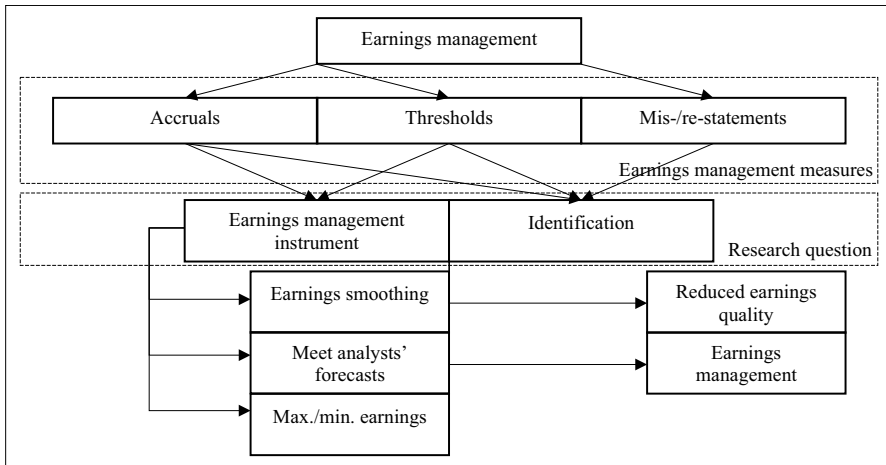 Earnings management
Accruals
Thresholds
Mis-/re-statements
Earnings management measures
Earnings management
instrument
Identification
Research question
Earnings smoothing
Reduced earnings
quality
Meet analysts’
forecasts
Earnings
management
Max./min. earnings